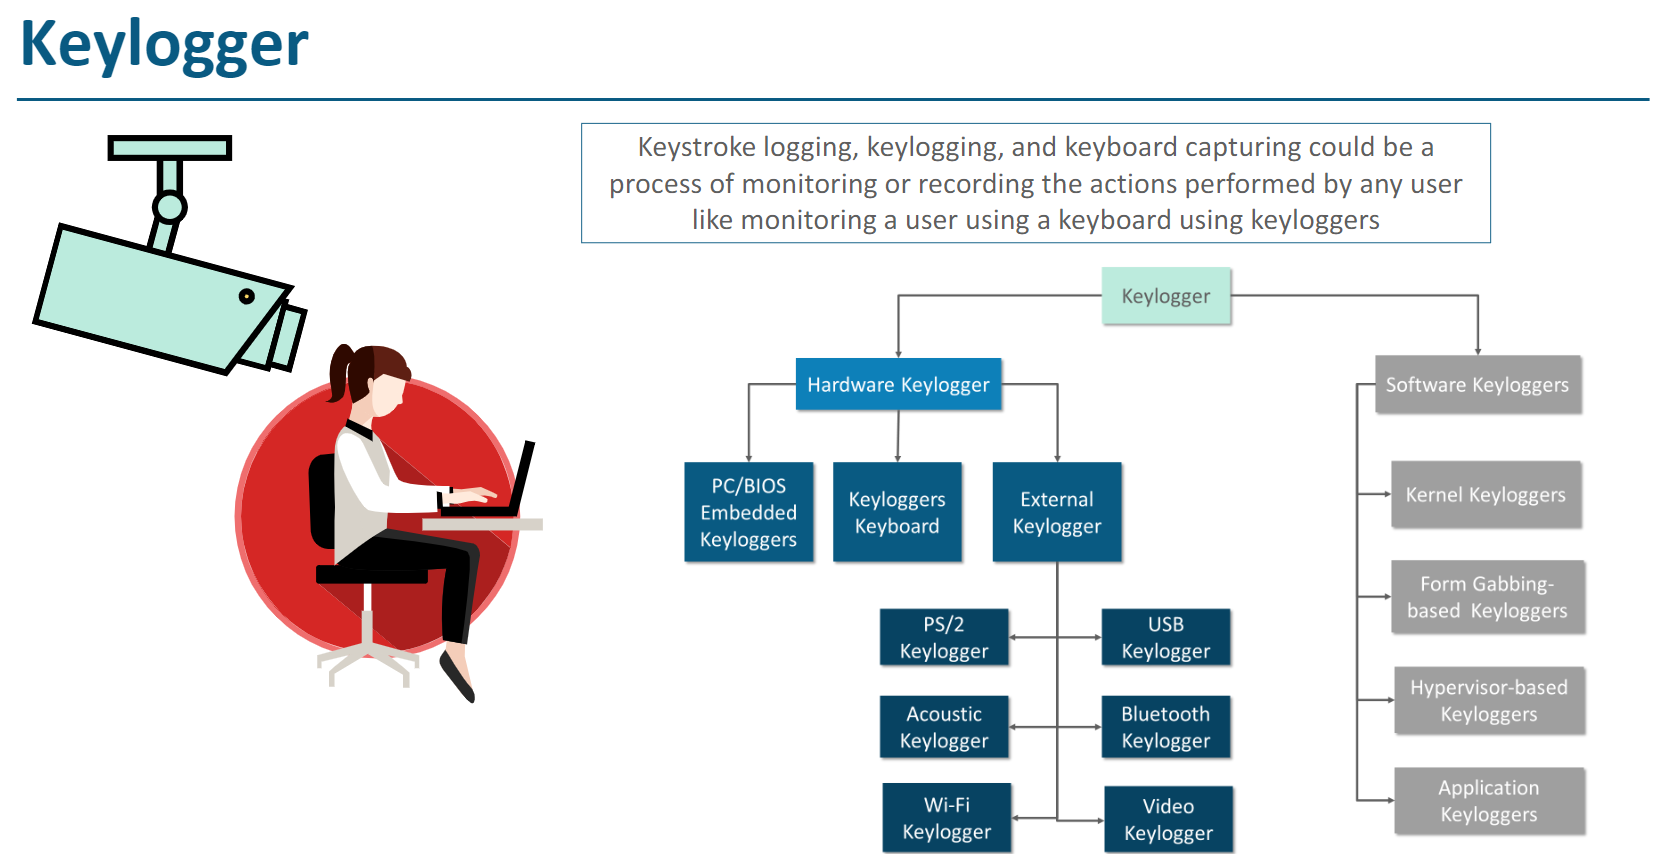 Keylogger
Keystroke logging, keylogging, and keyboard capturing could be a
process of monitoring or recording the actions performed by any user
like monitoring a user using a keyboard using keyloggers
Keylogger
Hardware Keylogger
Software Keyloggers
PC/BIOS
Embedded
Keyloggers
Keyloggers
Keyboard
External
Keylogger
Kernel Keyloggers
Form Gabbing-
based Keyloggers
PS/2
Keylogger
USB
Keylogger
Hypervisor-based
Keyloggers
Acoustic
Keylogger
Bluetooth
Keylogger
Application
Keyloggers
Wi-Fi
Keylogger
Video
Keylogger